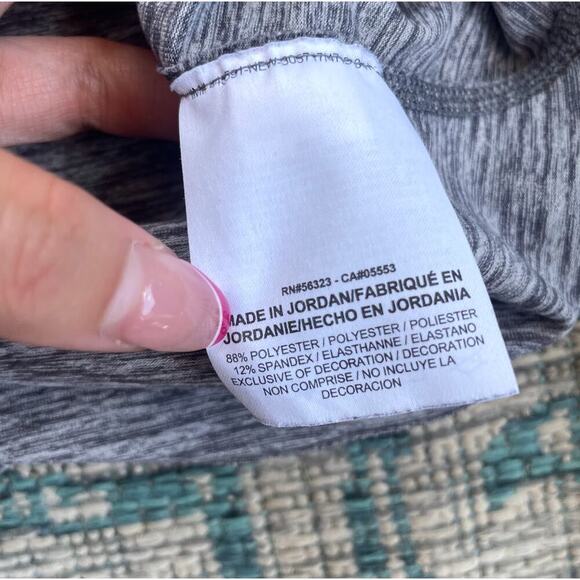 RN#56323 - CA#05553
MADE IN JORDAN/FABRIQUÉ EN
JORDANIE/HECHO EN JORDANIA
88% POLYESTER / POLYESTER / POLIESTER
12% SPANDEX / ELASTHANNE / ELASTANO
EXCLUSIVE OF DECORATION / DECORATION
NON COMPRISE / NO INCLUYE LA
DECORACION